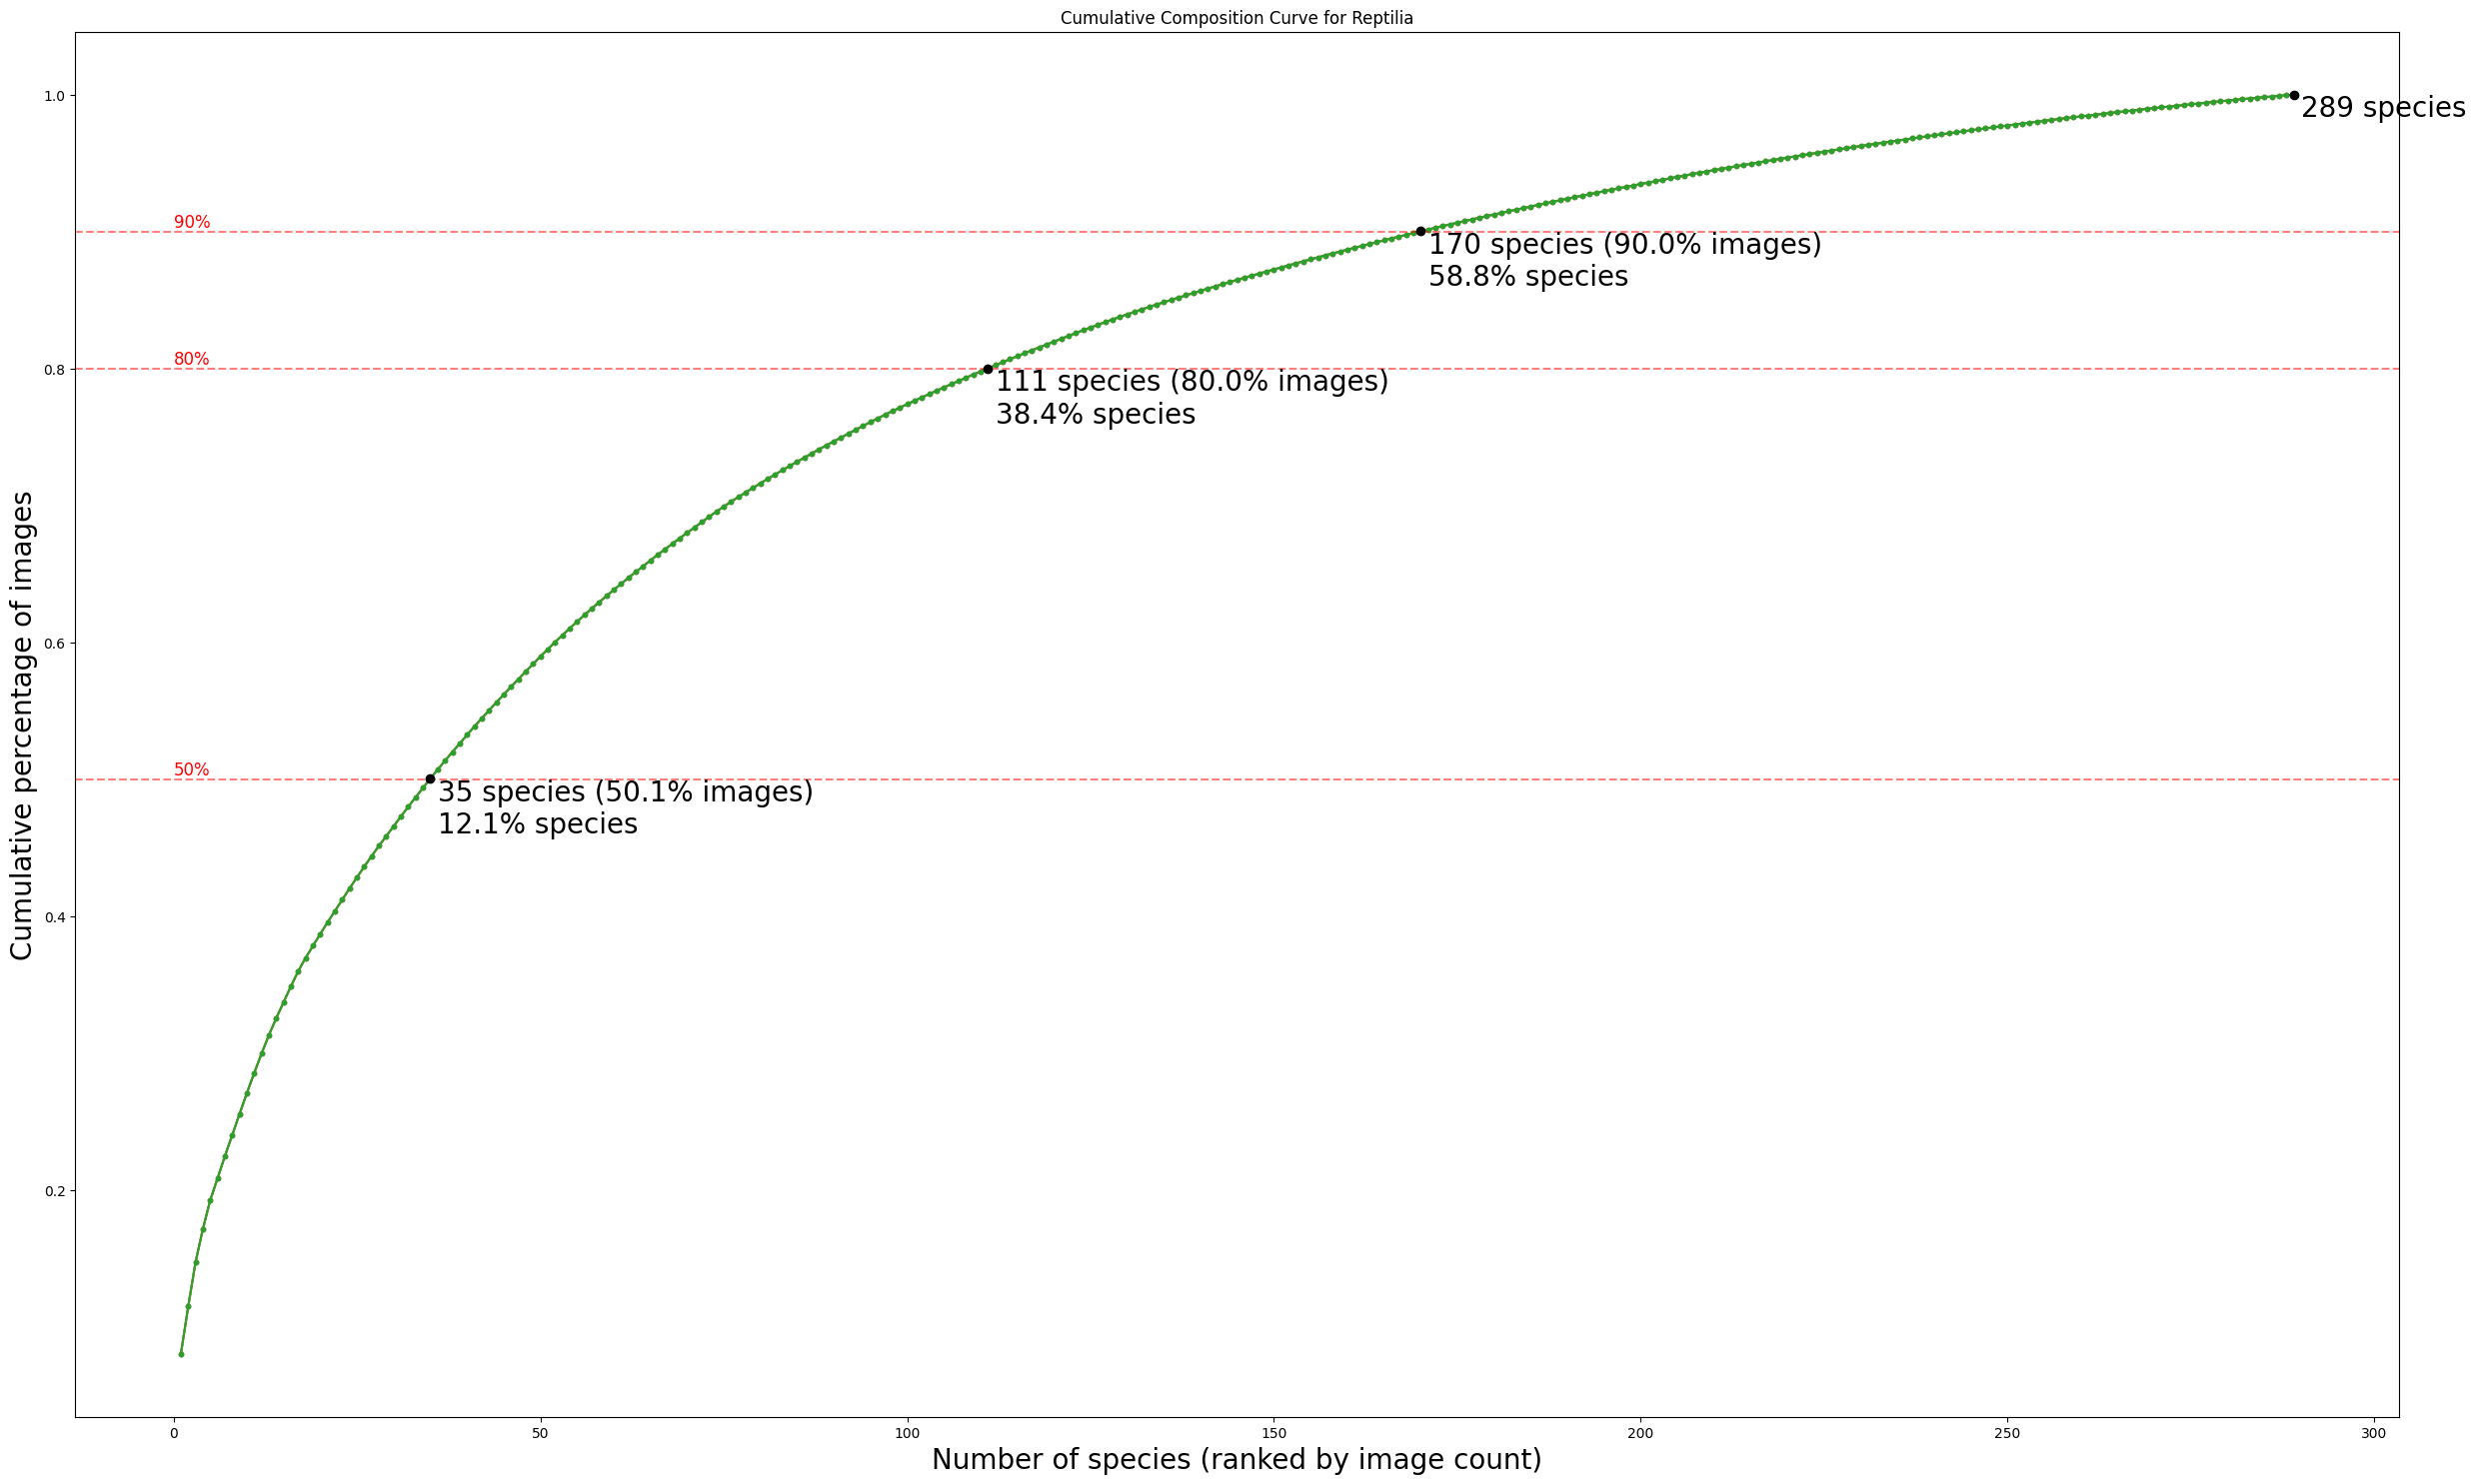 Cumulative Composition Curve for Reptilia
1.0
289 species
90%
170 species (90.0% images)
58.8% species
80%
0.8
111 species (80.0% images)
38.4% species
Cumulative percentage of images
0.6
50%
35 species (50.1% images)
12.1% species
0.4
0.2
0 50 100 150 200 250 300
Number of species (ranked by image count)